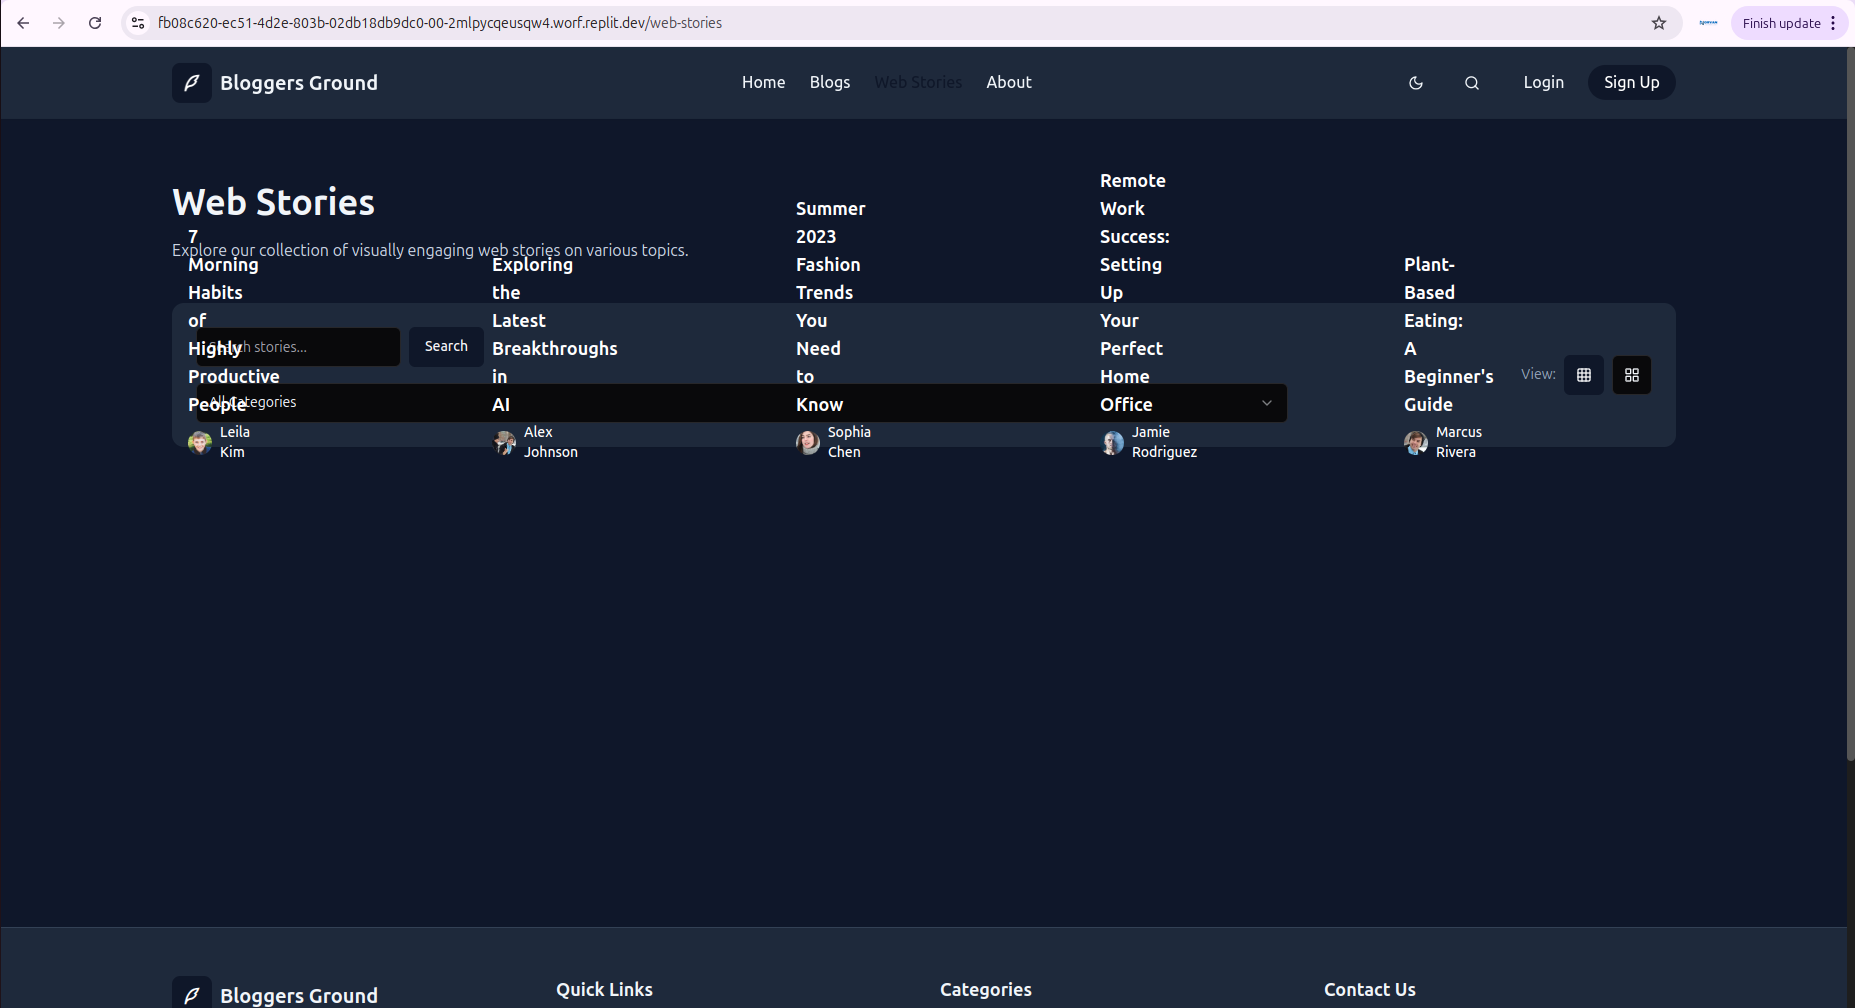 fb08c620-ec51-4d2e-803b-02db18db9dc0-00-2mlpycqeusqw4.worf.replit.dev/web-stories
Finish update
Bloggers Ground
Home
Blogs
Web Stories
About
Login
Sign Up
Web Stories
Explore our collection of visually engaging web stories on various topics.
7
Morning
Habits
of
Highly
Productive
People
Leila
Kim
Exploring
the
Latest
Breakthroughs
in
AI
Alex
Johnson
Summer
2023
Fashion
Trends
You
Need
to
Know
Sophia
Chen
Remote
Work
Success:
Setting
Up
Your
Perfect
Home
Office
Jamie
Rodriguez
Plant-
Based
Eating:
A
Beginner's
Guide
Marcus
Rivera
Search stories...
Search
All Categories
View:
Bloggers Ground
Quick Links
Categories
Contact Us